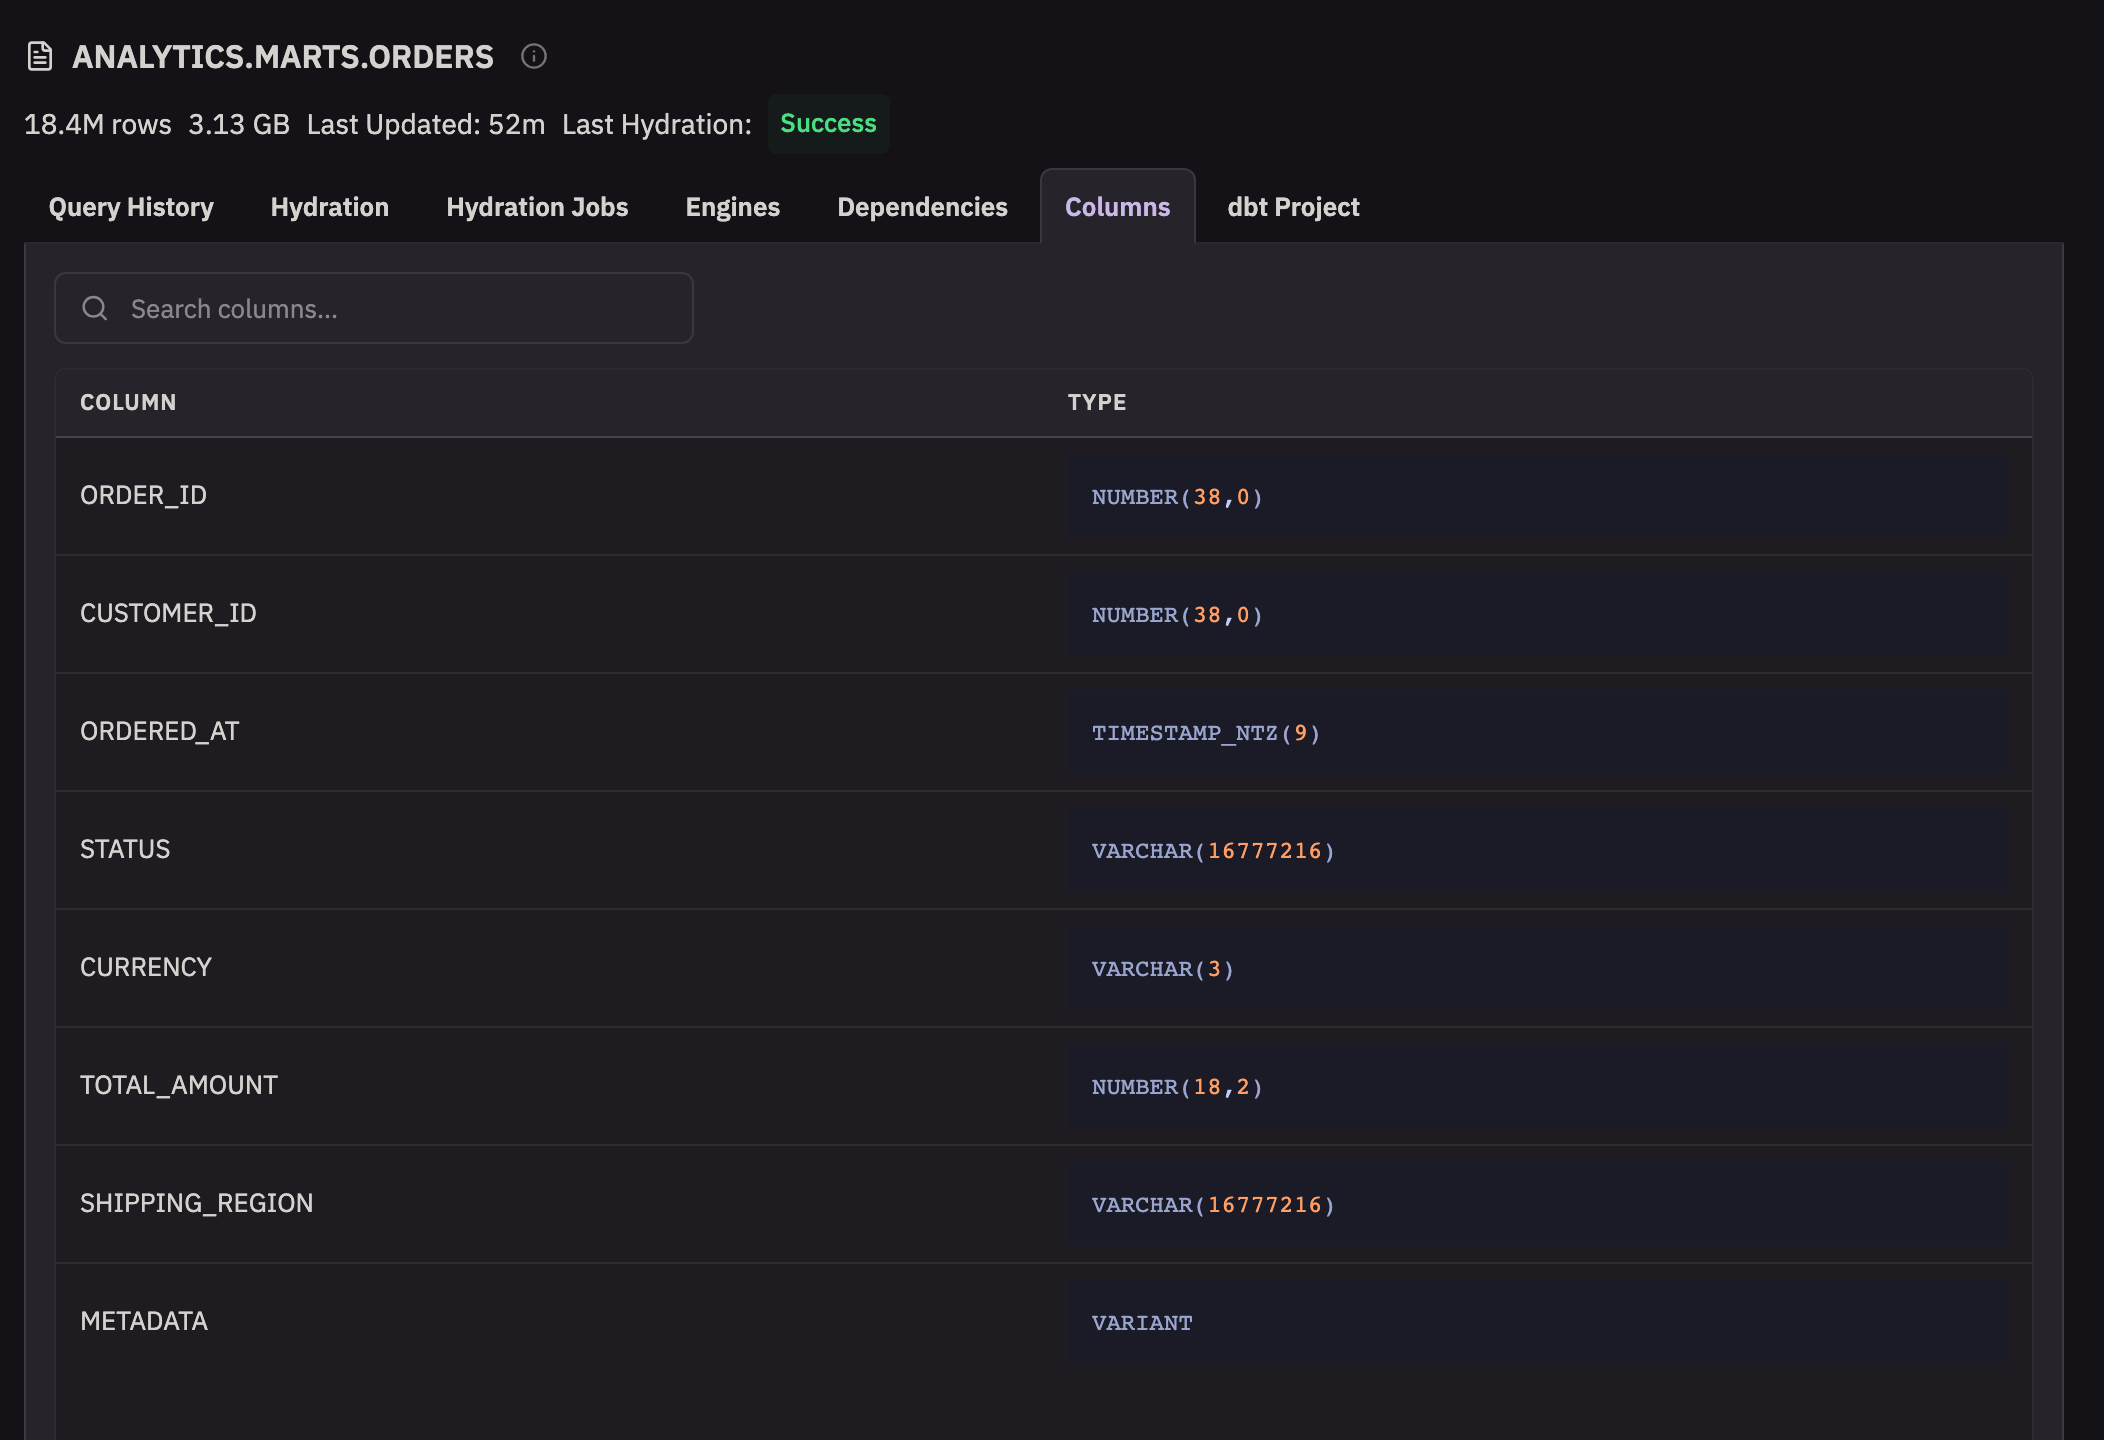 ANALYTICS.MARTS.ORDERS
18.4M rows 3.13 GB Last Updated: 52m Last Hydration: Success
Query History Hydration Hydration Jobs Engines Dependencies Columns dbt Project
Search columns...
COLUMN TYPE
ORDER_ID NUMBER(38,0)
CUSTOMER_ID NUMBER(38,0)
ORDERED_AT TIMESTAMP_NTZ(9)
STATUS VARCHAR(16777216)
CURRENCY VARCHAR(3)
TOTAL_AMOUNT NUMBER(18,2)
SHIPPING_REGION VARCHAR(16777216)
METADATA VARIANT